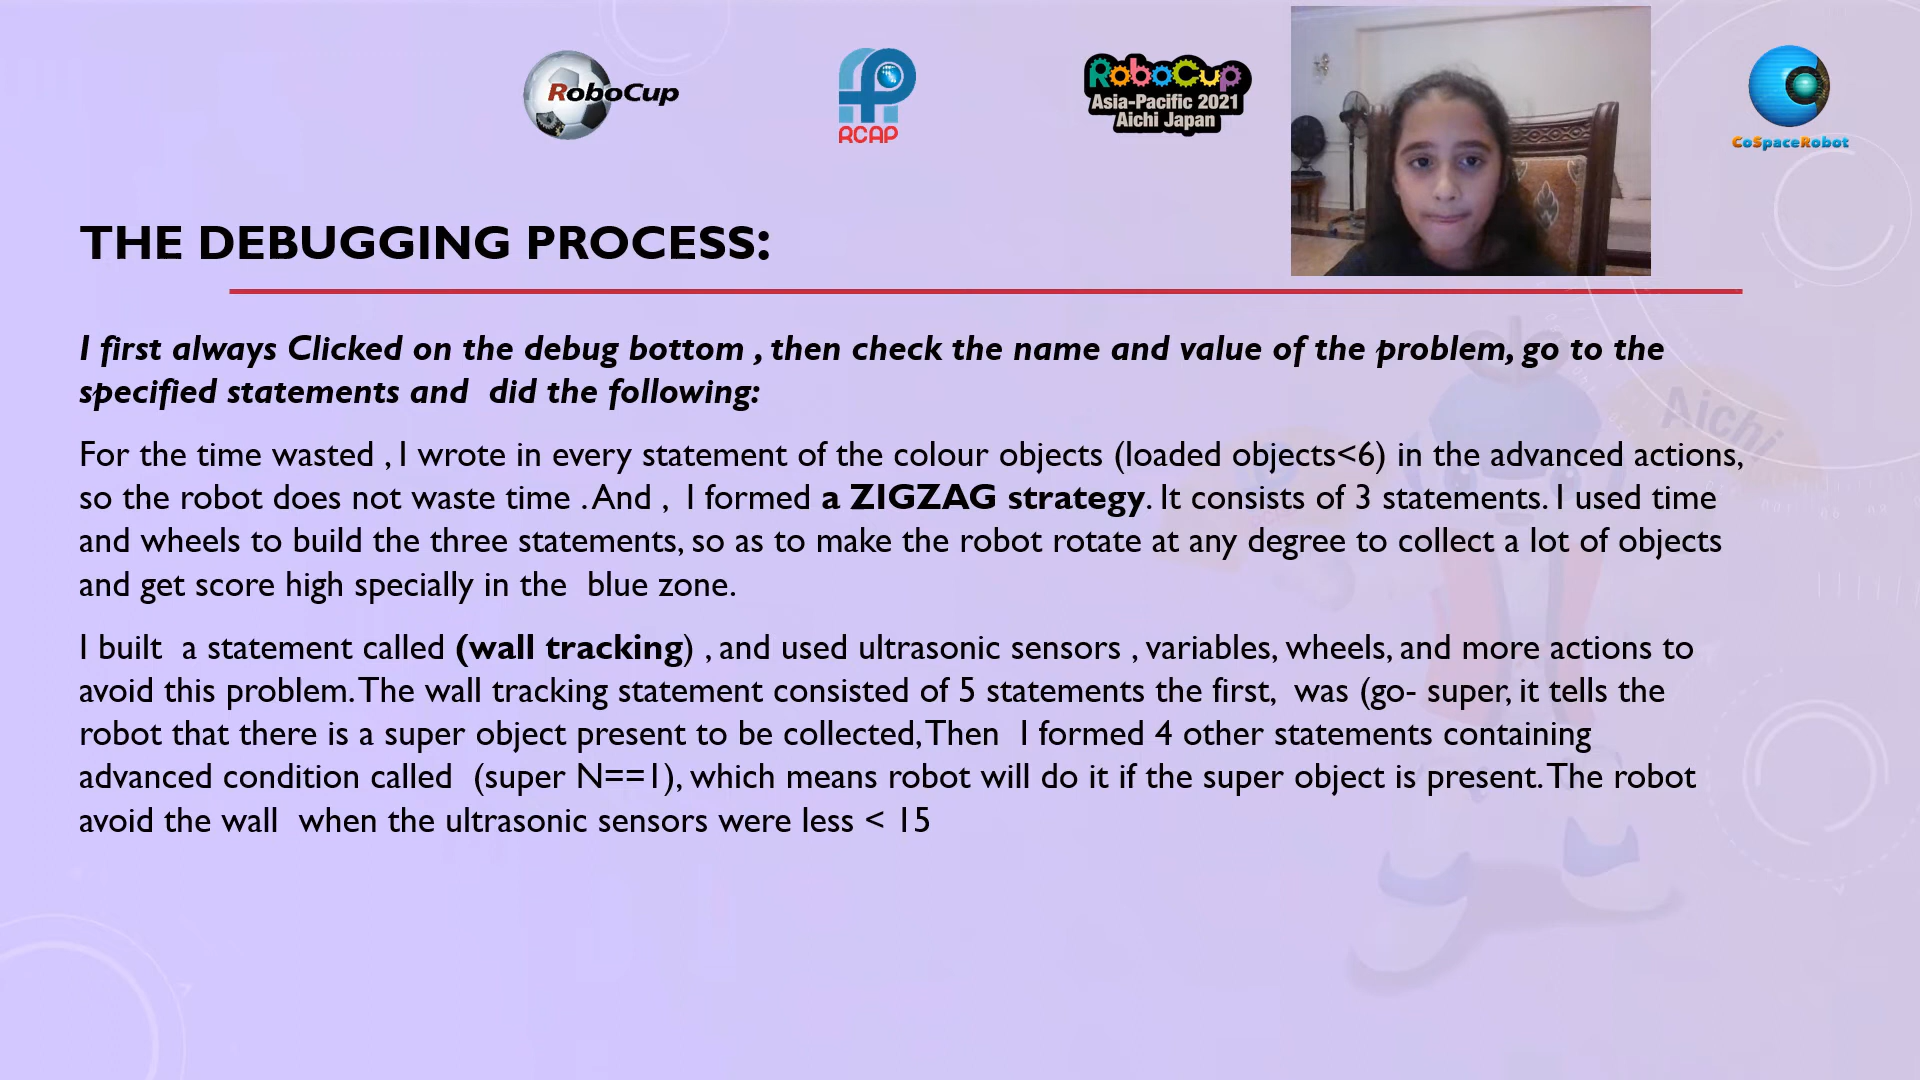 RoboCup
RCAP
RoboCup
Asia-Pacific 2021
Aichi Japan
CoSpaceRobot
THE DEBUGGING PROCESS:
I first always Clicked on the debug bottom , then check the name and value of the problem, go to the
specified statements and  did the following:
For the time wasted , I wrote in every statement of the colour objects (loaded objects<6) in the advanced actions,
so the robot does not waste time . And ,  I formed a ZIGZAG strategy. It consists of 3 statements. I used time
and wheels to build the three statements, so as to make the robot rotate at any degree to collect a lot of objects
and get score high specially in the  blue zone.
I built  a statement called (wall tracking) , and used ultrasonic sensors , variables, wheels, and more actions to
avoid this problem. The wall tracking statement consisted of 5 statements the first,  was (go- super, it tells the
robot that there is a super object present to be collected, Then  I formed 4 other statements containing
advanced condition called  (super N==1), which means robot will do it if the super object is present. The robot
avoid the wall  when the ultrasonic sensors were less < 15
Aichi